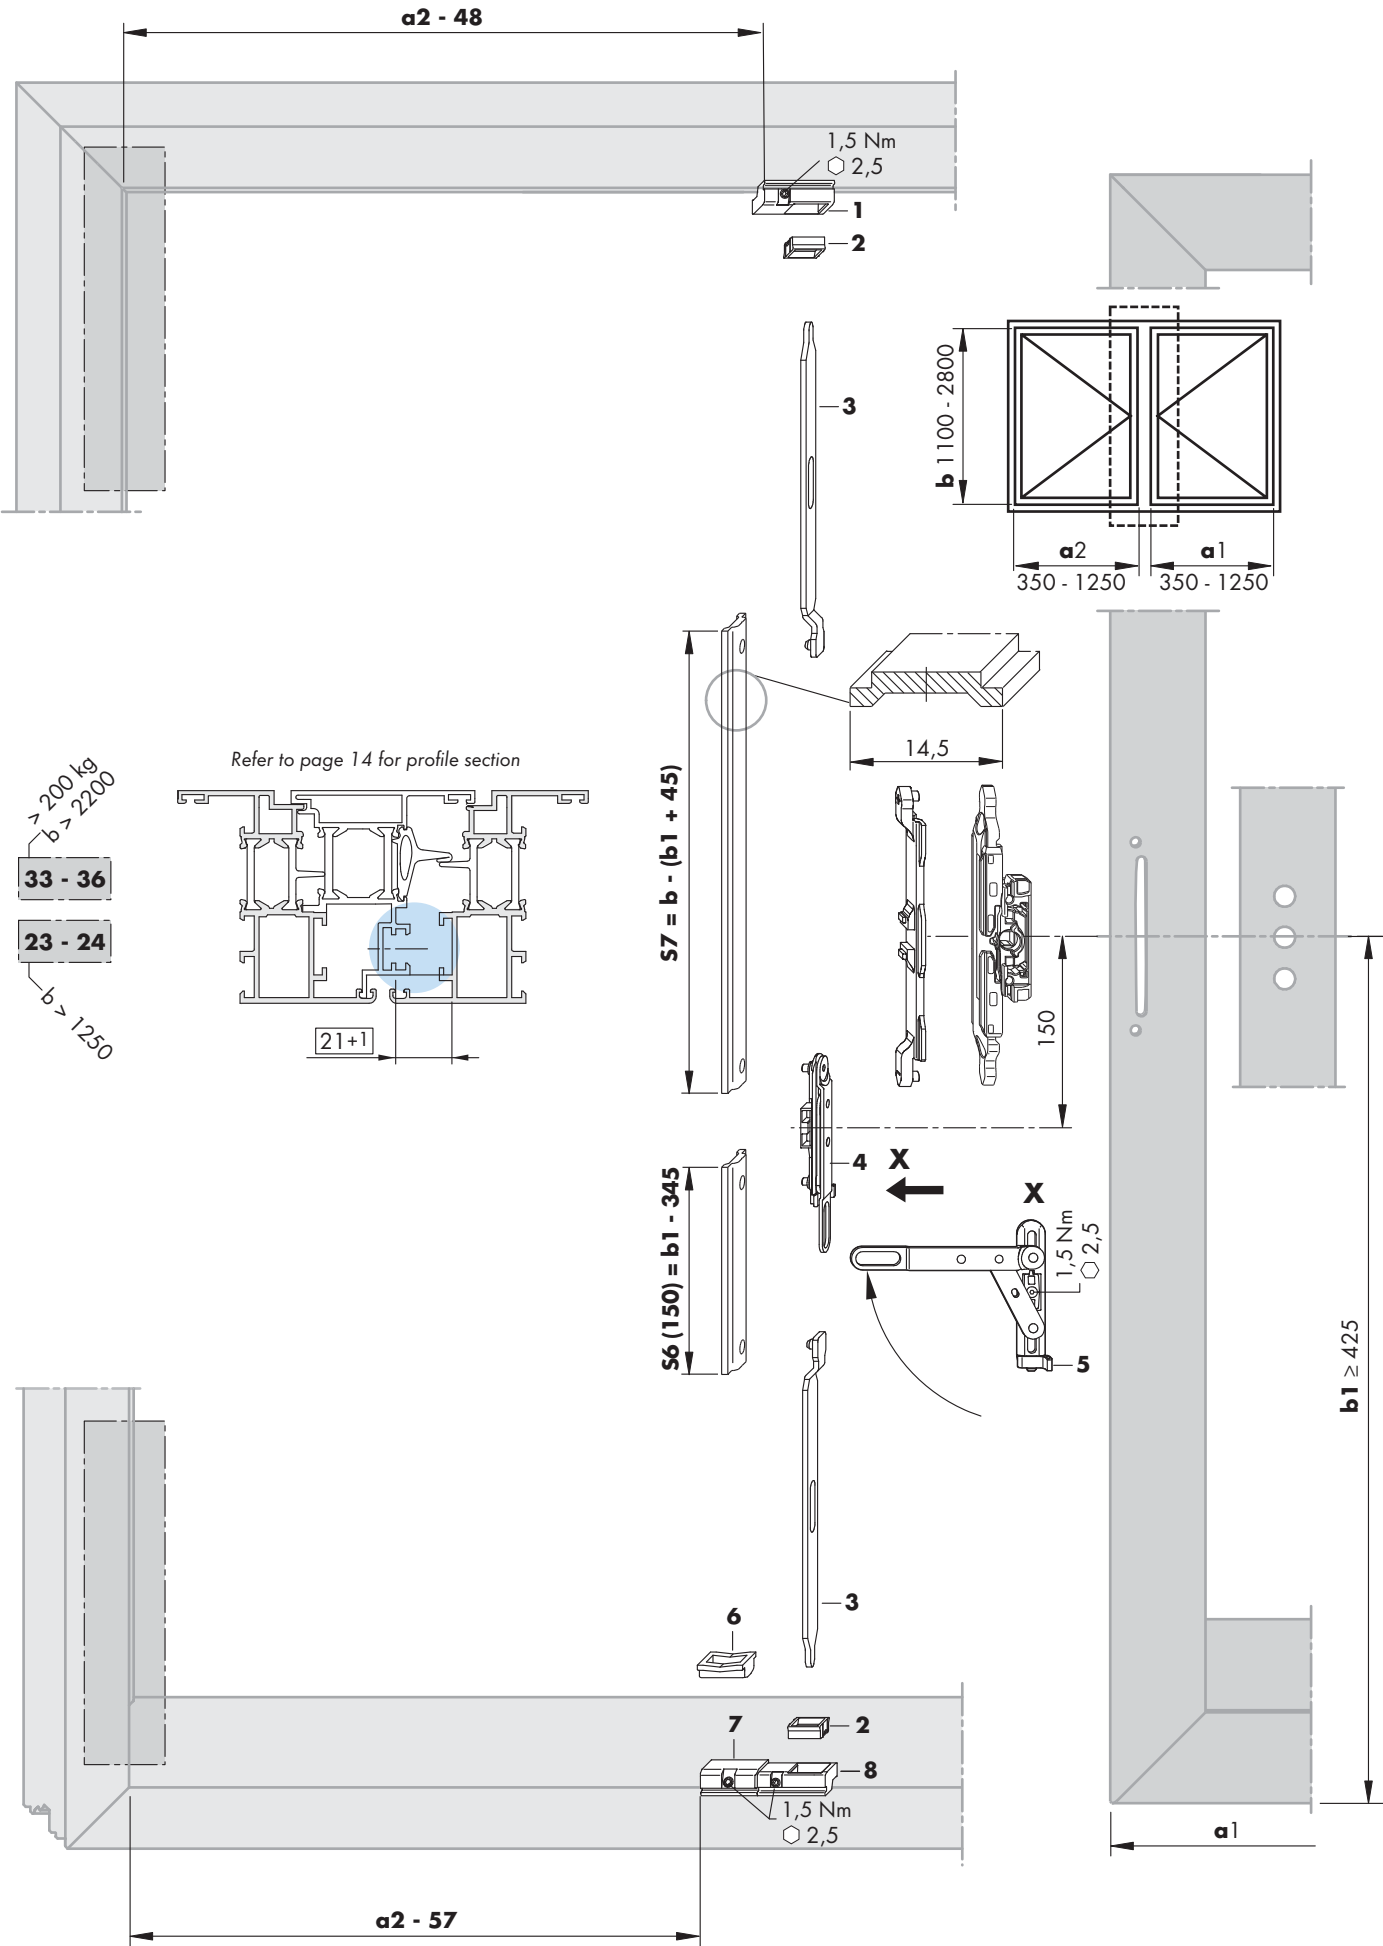 a2 - 48
1,5 Nm
2,5
1
2
3
b 1100 - 2800
a2
a1
350 - 1250
350 - 1250
14,5
S7 = b - (b1 + 45)
Refer to page 14 for profile section
> 200 kg
b > 2200
33 - 36
23 - 24
b > 1250
21+1
150
4
X
X
S6 (150) = b1 - 345
1,5 Nm
2,5
5
b1 ≥ 425
3
6
7
2
8
1,5 Nm
2,5
a1
a2 - 57